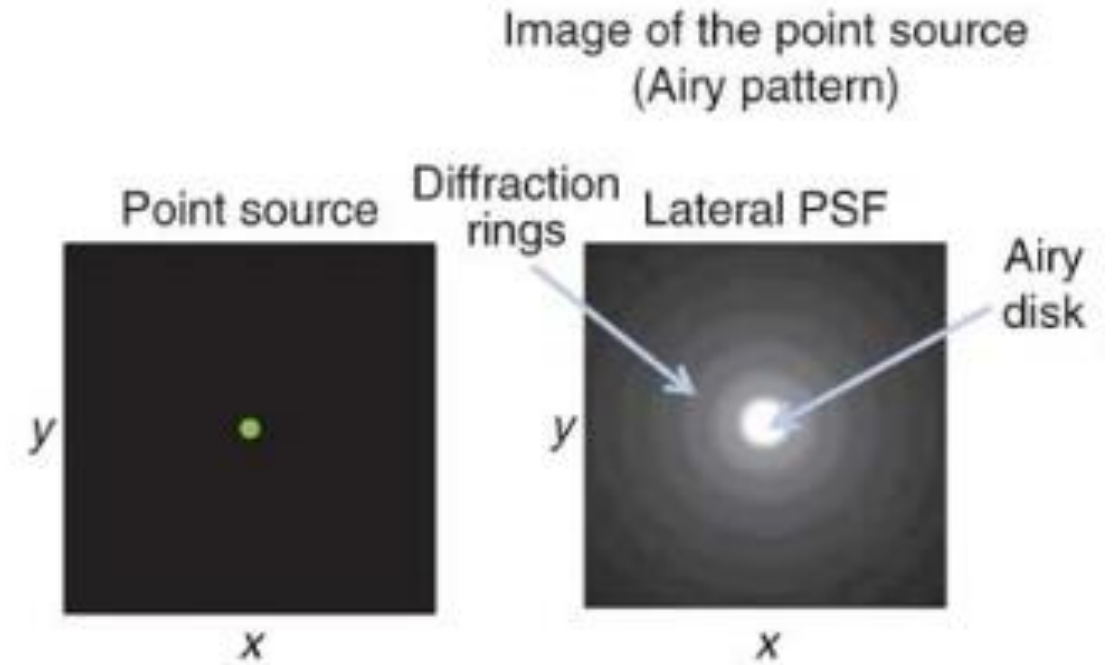 Image of the point source
(Airy pattern)
Point source
Diffraction
rings
Lateral PSF
Airy
disk
y
x
y
x